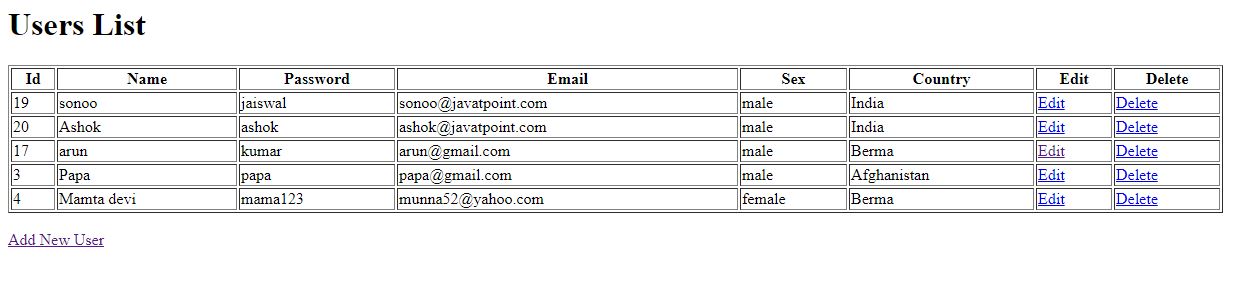 Users List
Id Name Password Email Sex Country Edit Delete
19 sonoo jaiswal sonoo@javatpoint.com male India Edit Delete
20 Ashok ashok ashok@javatpoint.com male India Edit Delete
17 arun kumar arun@gmail.com male Berma Edit Delete
3 Papa papa papa@gmail.com male Afghanistan Edit Delete
4 Mamta devi mama123 munna52@yahoo.com female Berma Edit Delete
Add New User